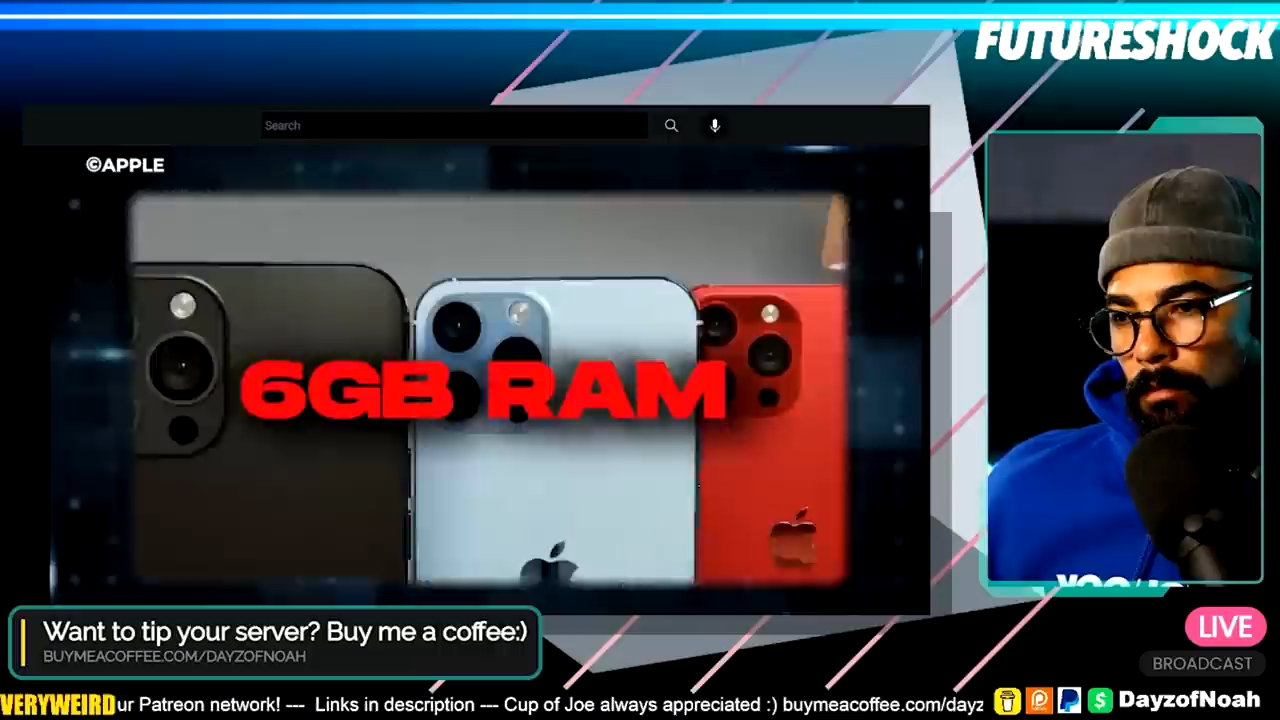 FUTURESHOCK
Search
©APPLE
6GB RAM
Want to tip your server? Buy me a coffee:)
BUYMEACOFFEE.COM/DAYZOFNOAH
LIVE
BROADCAST
VERYWEIRD ur Patreon network! --- Links in description --- Cup of Joe always appreciated :) buymeacoffee.com/dayz
DayzofNoah